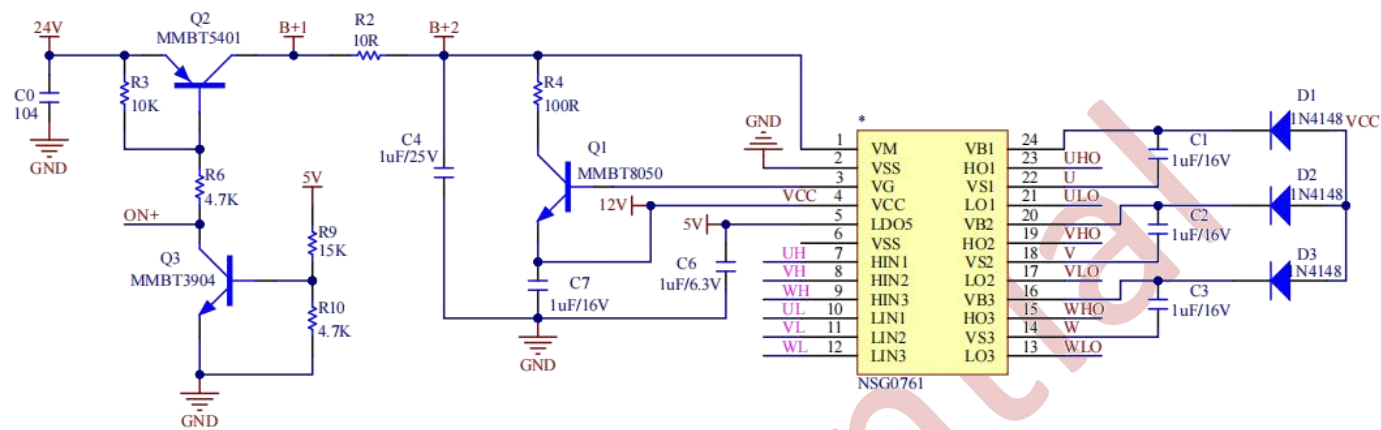 24V
Q2
MMBT5401
B+1
R2
10R
B+2
R3
10K
C0
104
GND
R4
100R
C4
1uF/25V
Q1
MMBT8050
R6
4.7K
5V
ON+
R9
15K
Q3
MMBT3904
R10
4.7K
GND
12V
VCC
5V
C7
1uF/16V
C6
1uF/6.3V
GND
GND
*
1 VM VB1 24
2 VSS HO1 23 UHO
3 VG VS1 22 U
4 VCC LO1 21 ULO
5 LDO5 VB2 20
6 VSS HO2 19 VHO
UH 7 HIN1 VS2 18 V
VH 8 HIN2 LO2 17 VLO
WH 9 HIN3 VB3 16
UL 10 LIN1 HO3 15 WHO
VL 11 LIN2 VS3 14 W
WL 12 LIN3 LO3 13 WLO
NSG0761
C1
1uF/16V
C2
1uF/16V
C3
1uF/16V
D1
1N4148
VCC
D2
1N4148
D3
1N4148